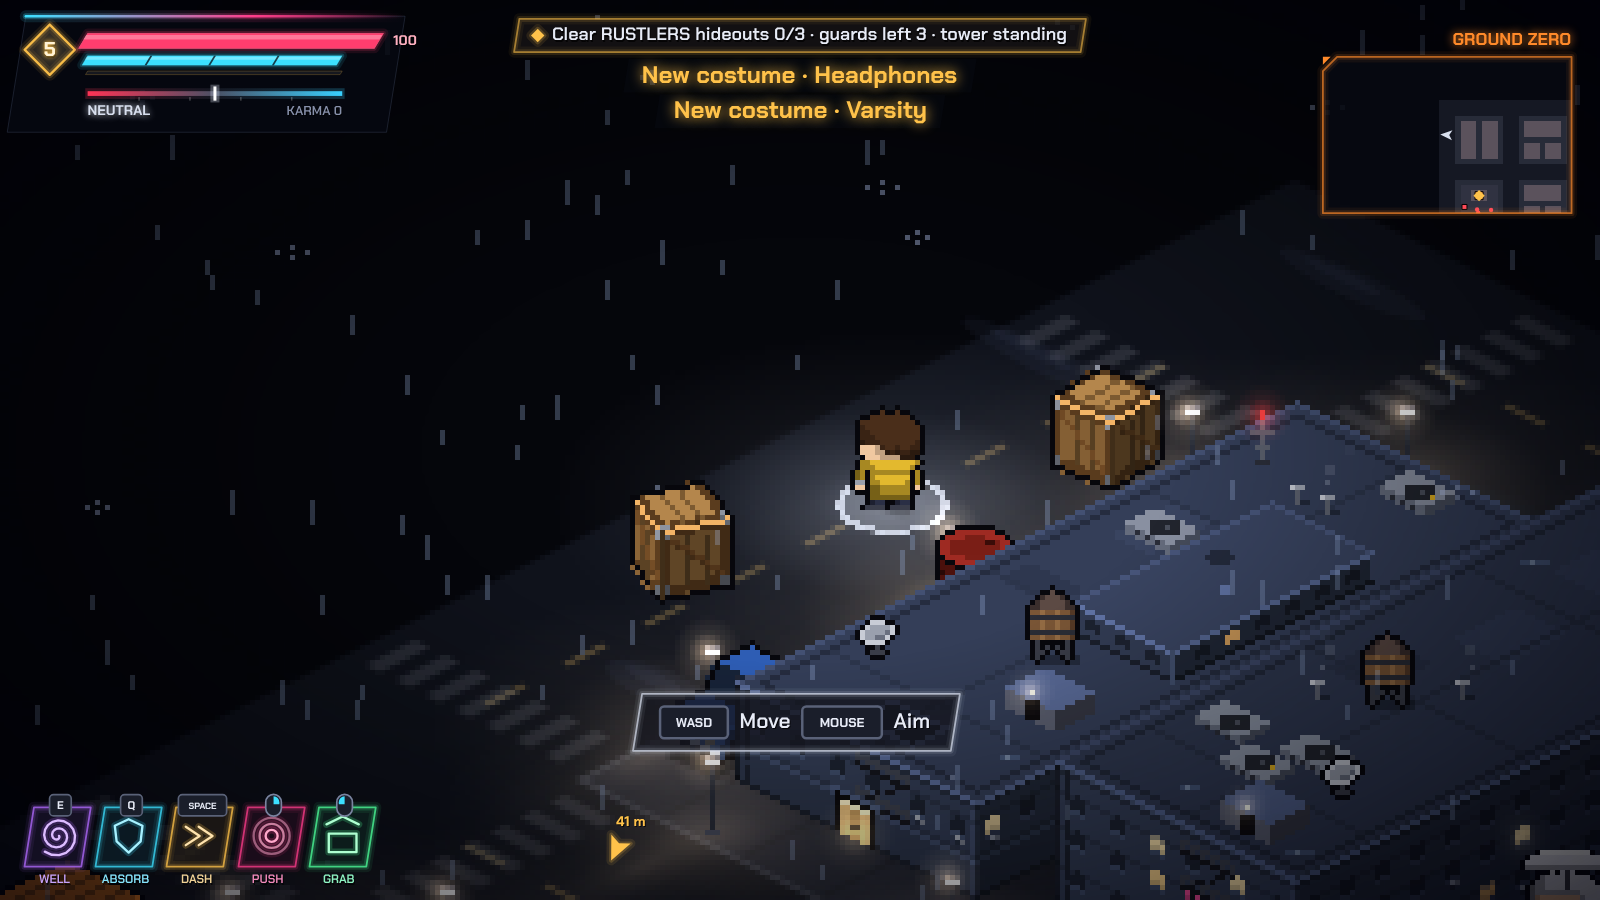 5
100
NEUTRAL
KARMA 0
Clear RUSTLERS hideouts 0/3 · guards left 3 · tower standing
New costume · Headphones
New costume · Varsity
GROUND ZERO
WASD Move MOUSE Aim
41 m
E
Q
SPACE
WELL
ABSORB
DASH
PUSH
GRAB